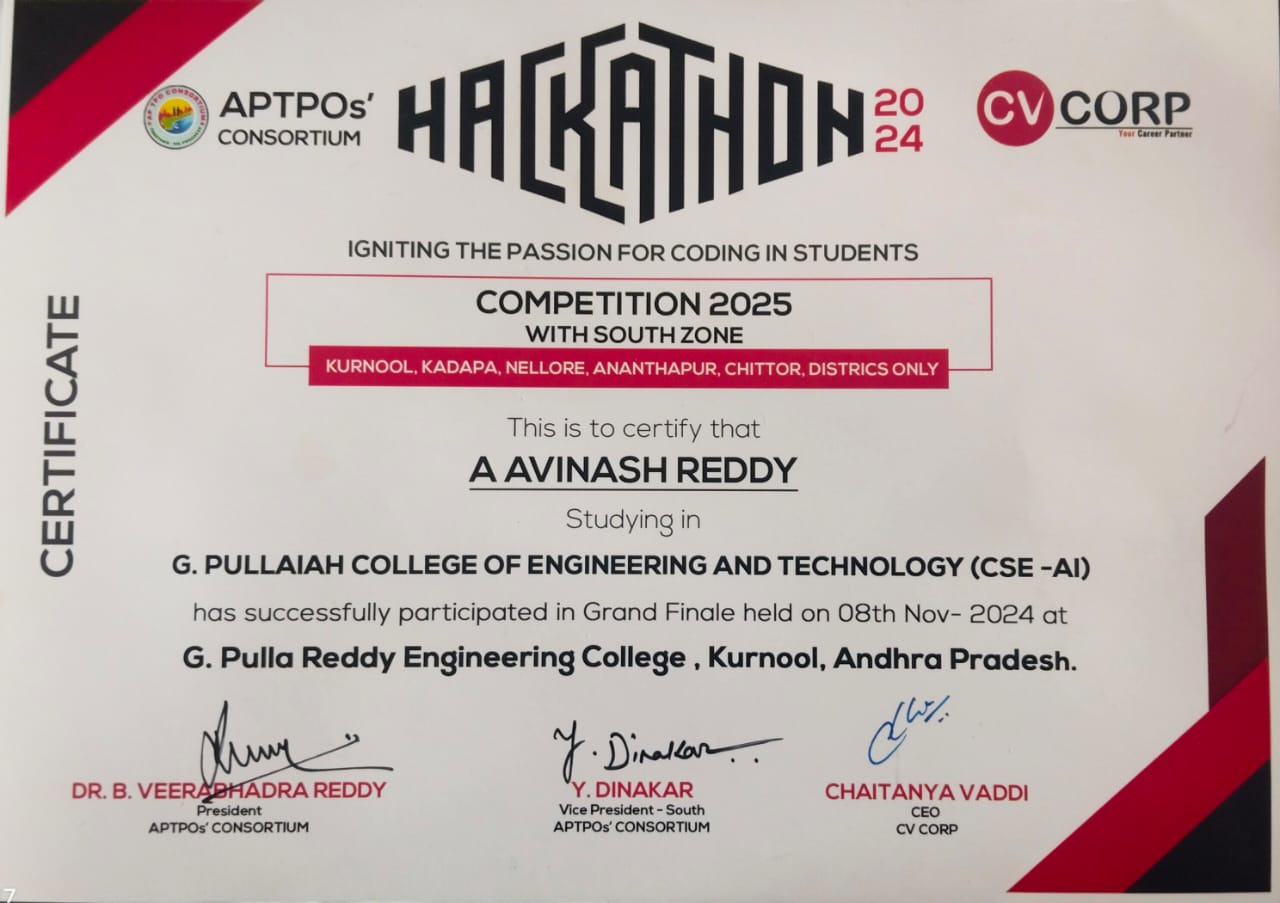 APTPOs'
CONSORTIUM
HACKATHON
20
24
CV CORP
Your Career Partner
IGNITING THE PASSION FOR CODING IN STUDENTS
COMPETITION 2025
WITH SOUTH ZONE
KURNOOL, KADAPA, NELLORE, ANANTHAPUR, CHITTOR, DISTRICS ONLY
CERTIFICATE
This is to certify that
A AVINASH REDDY
Studying in
G. PULLAIAH COLLEGE OF ENGINEERING AND TECHNOLOGY (CSE -AI)
has successfully participated in Grand Finale held on 08th Nov- 2024 at
G. Pulla Reddy Engineering College , Kurnool, Andhra Pradesh.
Y. Dinakar
DR. B. VEERABHADRA REDDY
President
APTPOs' CONSORTIUM
Y. DINAKAR
Vice President - South
APTPOs' CONSORTIUM
CHAITANYA VADDI
CEO
CV CORP
7